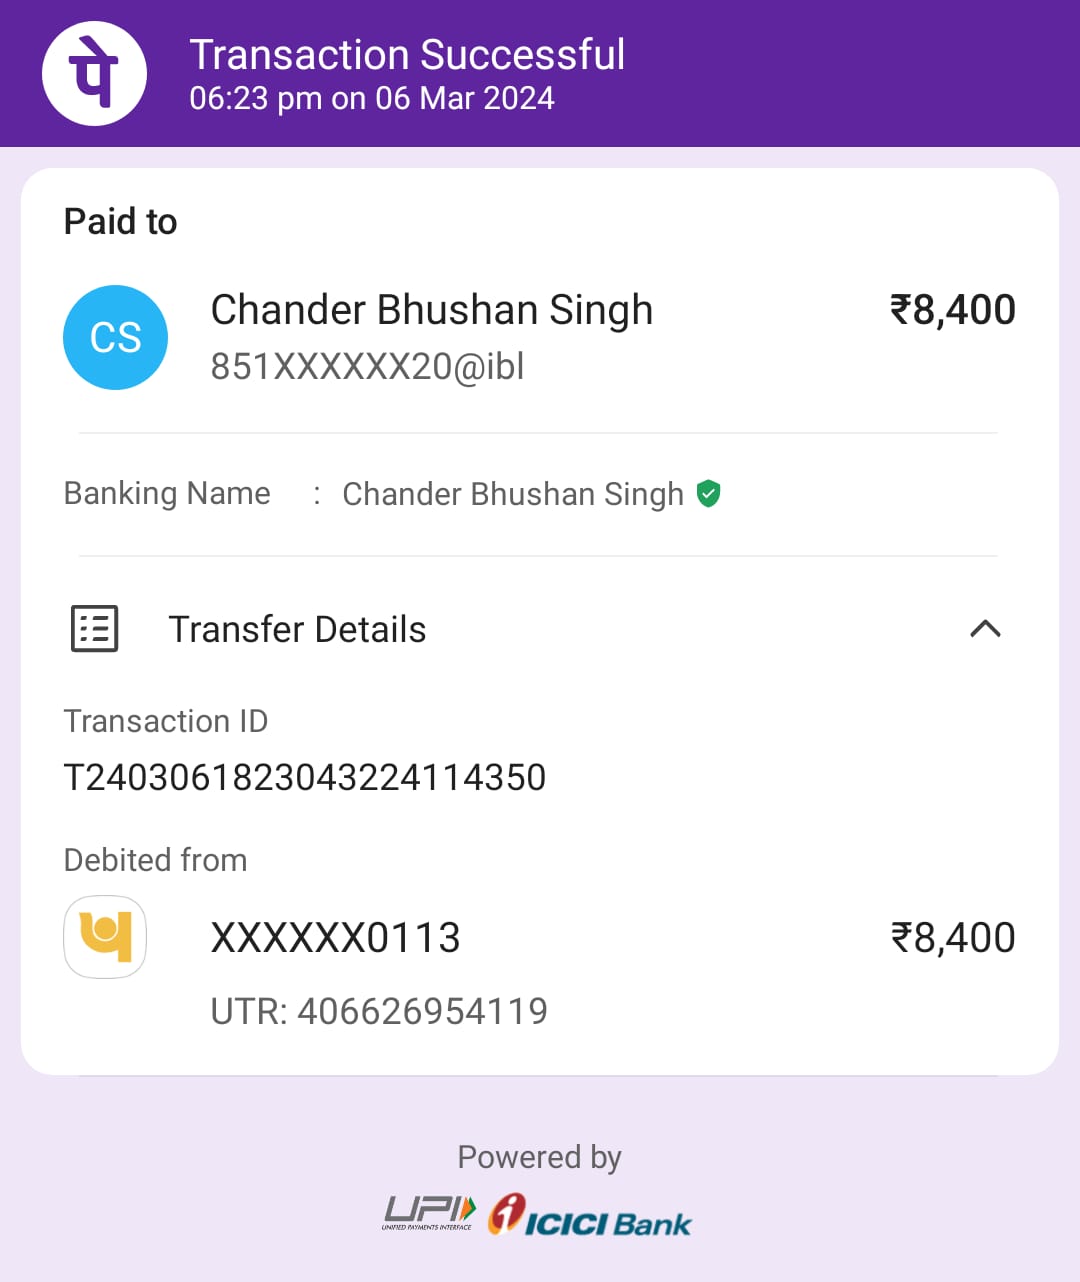 पे
Transaction Successful
06:23 pm on 06 Mar 2024
Paid to
CS
Chander Bhushan Singh
₹8,400
851XXXXXX20@ibl
Banking Name : Chander Bhushan Singh
Transfer Details
Transaction ID
T2403061823043224114350
Debited from
XXXXXX0113
₹8,400
UTR: 406626954119
Powered by
UPI
UNIFIED PAYMENTS INTERFACE
ICICI Bank